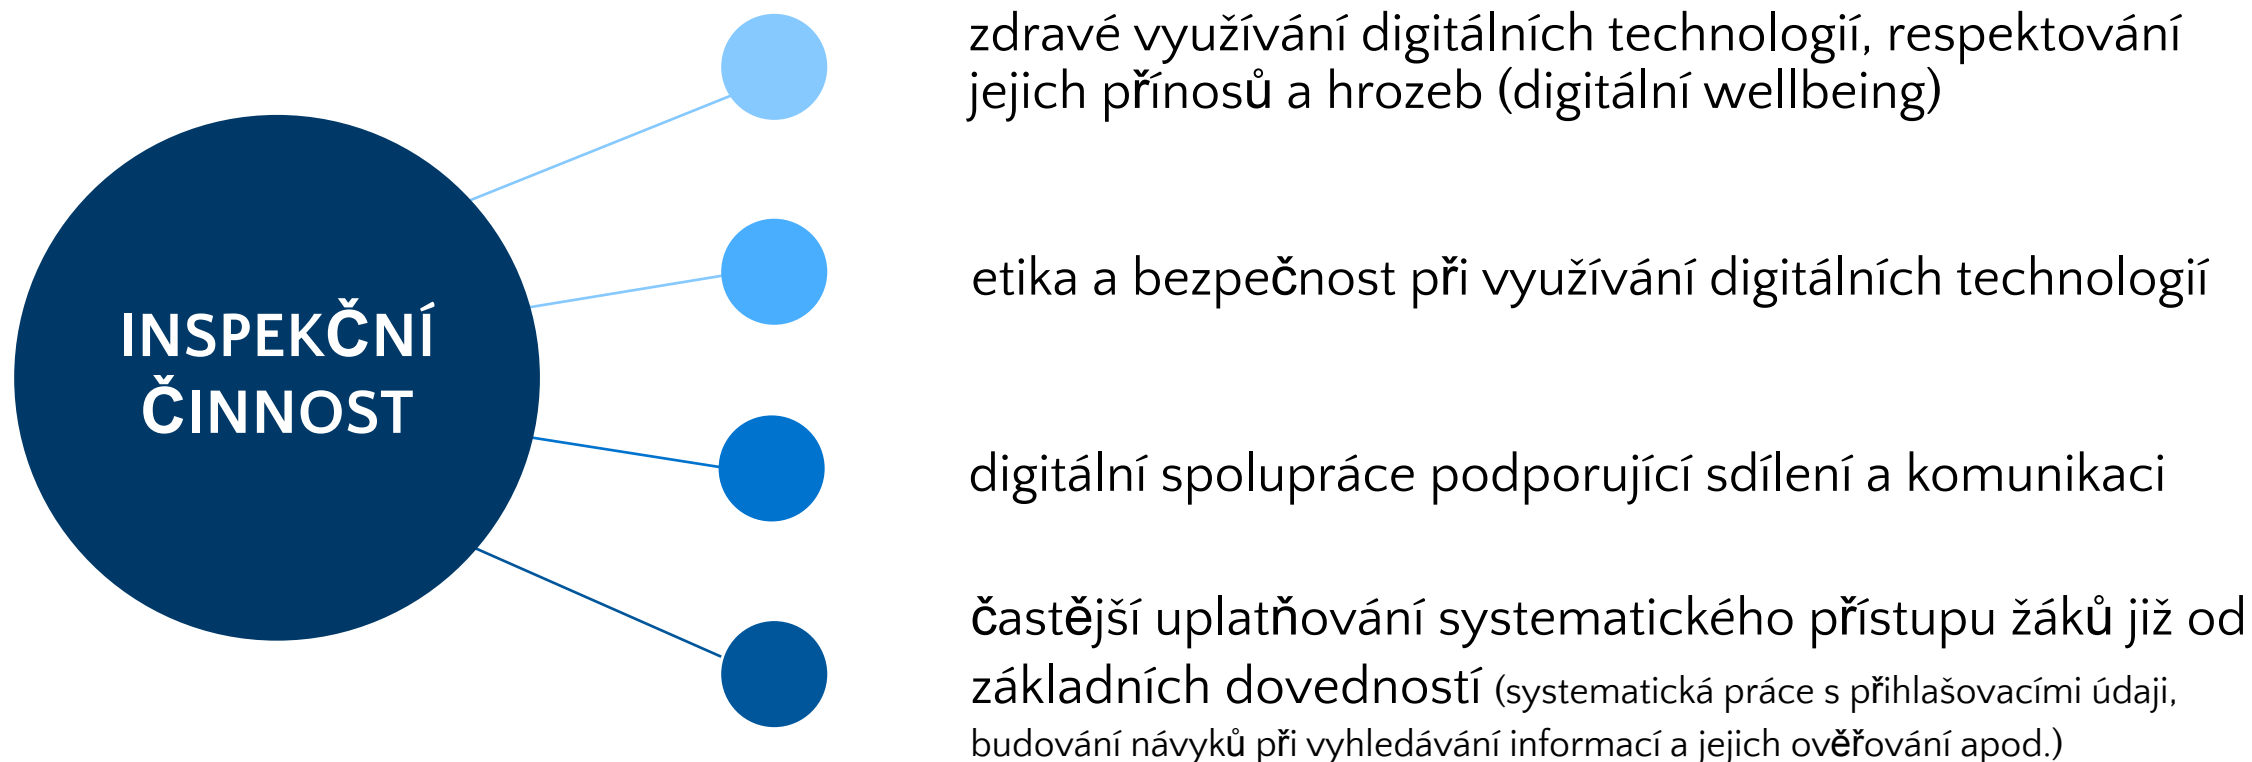 INSPEKČNÍ
ČINNOST
zdravé využívání digitálních technologií, respektování
jejich přínosů a hrozeb (digitální wellbeing)
etika a bezpečnost při využívání digitálních technologií
digitální spolupráce podporující sdílení a komunikaci
častější uplatňování systematického přístupu žáků již od
základních dovedností (systematická práce s přihlašovacími údaji,
budování návyků při vyhledávání informací a jejich ověřování apod.)